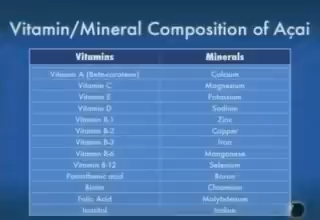 Vitamin/Mineral Composition of Açai
Vitamins Minerals
Vitamin A (Betacarotene) Calcium
Vitamin C Magnesium
Vitamin E Potassium
Vitamin D Sodium
Vitamin B-1 Zinc
Vitamin B-2 Copper
Vitamin B-3 Iron
Vitamin B-6 Manganese
Vitamin B-12 Selenium
Pantothenic acid Boron
Biotin Chromium
Folic Acid Molybdenum
Inositol Iodine